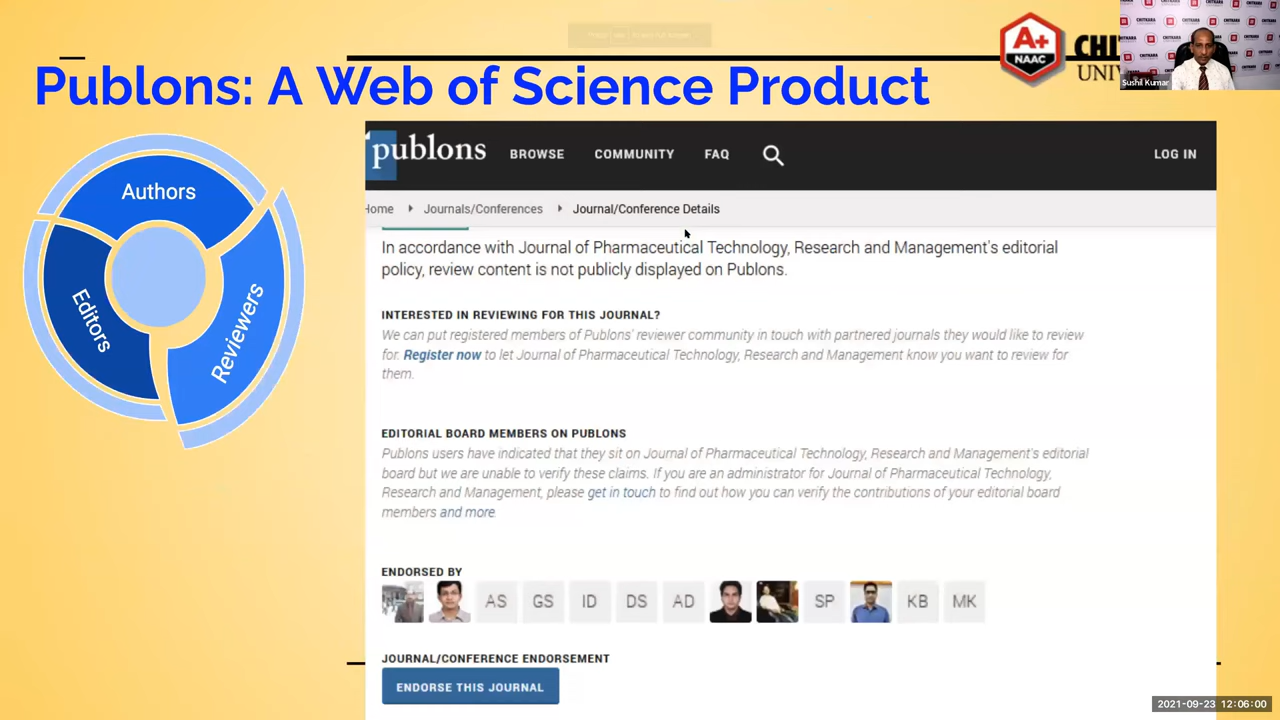 Publons: A Web of Science Product
A+
NAAC
Sushil Kumar
Authors
Editors
Reviewers
publons
BROWSE COMMUNITY FAQ LOG IN
Home Journals/Conferences Journal/Conference Details
In accordance with Journal of Pharmaceutical Technology, Research and Management's editorial
policy, review content is not publicly displayed on Publons.
INTERESTED IN REVIEWING FOR THIS JOURNAL?
We can put registered members of Publons' reviewer community in touch with partnered journals they would like to review
for. Register now to let Journal of Pharmaceutical Technology, Research and Management know you want to review for
them.
EDITORIAL BOARD MEMBERS ON PUBLONS
Publons users have indicated that they sit on Journal of Pharmaceutical Technology, Research and Management's editorial
board but we are unable to verify these claims. If you are an administrator for Journal of Pharmaceutical Technology,
Research and Management, please get in touch to find out how you can verify the contributions of your editorial board
members and more.
ENDORSED BY
AS GS ID DS AD SP KB MK
JOURNAL/CONFERENCE ENDORSEMENT
ENDORSE THIS JOURNAL
2021-09-23 12:06:00